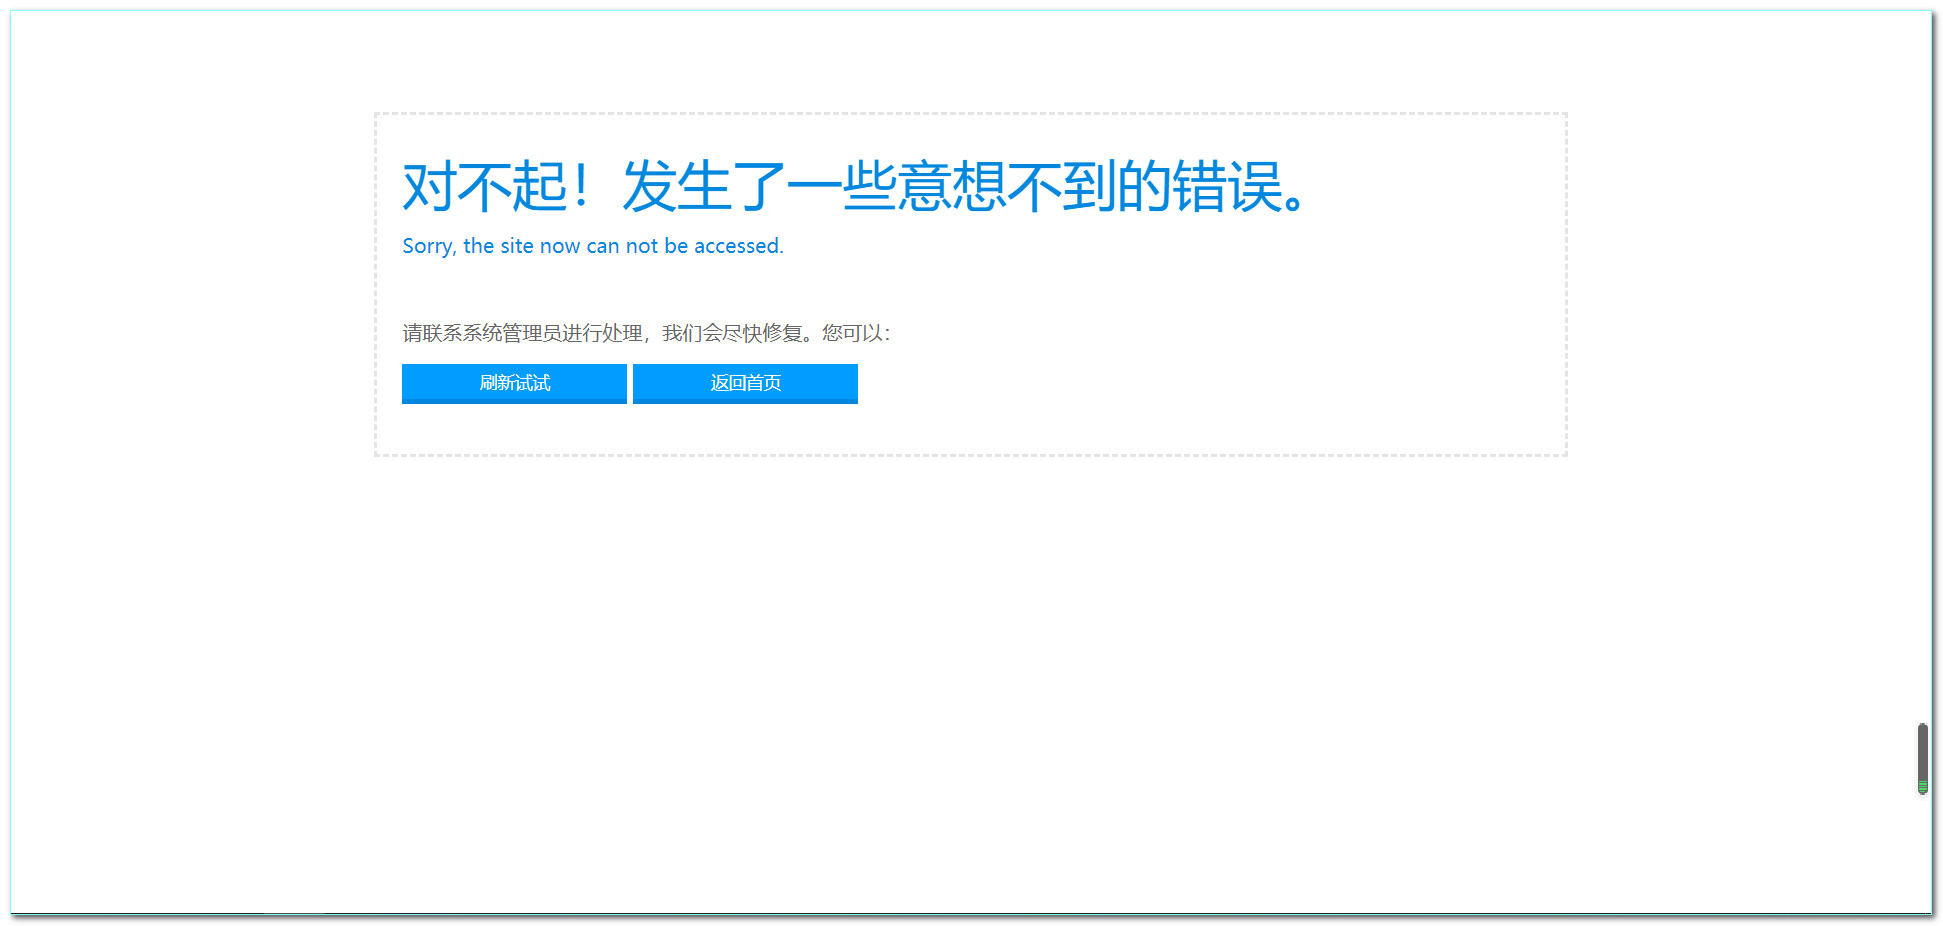 对不起！发生了一些意想不到的错误。
Sorry, the site now can not be accessed.
请联系系统管理员进行处理，我们会尽快修复。您可以：
刷新试试
返回首页